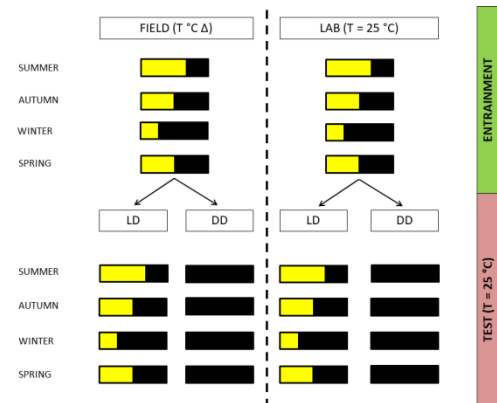 FIELD (T °C Δ)
LAB (T = 25 °C)
SUMMER
AUTUMN
WINTER
SPRING
ENTRAINMENT
LD
DD
LD
DD
SUMMER
AUTUMN
WINTER
SPRING
TEST (T = 25 °C)